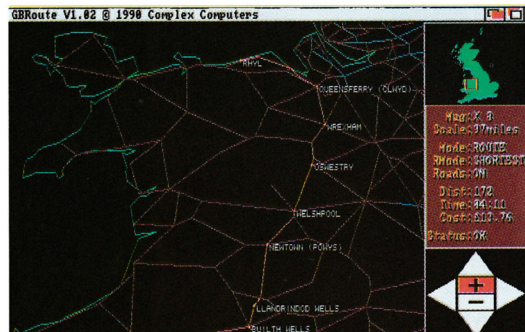 GBRoute V1.02 @ 1990 Complex Computers
RHYL
QUEENSFERRY (CLWYD)
WREXHAM
OSWESTRY
WELSHPOOL
NEWTOWN (POWYS)
LLANDRINDOD WELLS
BUILTH WELLS
Mag:X 8
Scale:37miles
Mode:ROUTE
RMode:SHORTEST
Roads:ON
Dist:172
Time:04:11
Cost:£13.76
Status:OK
+
-